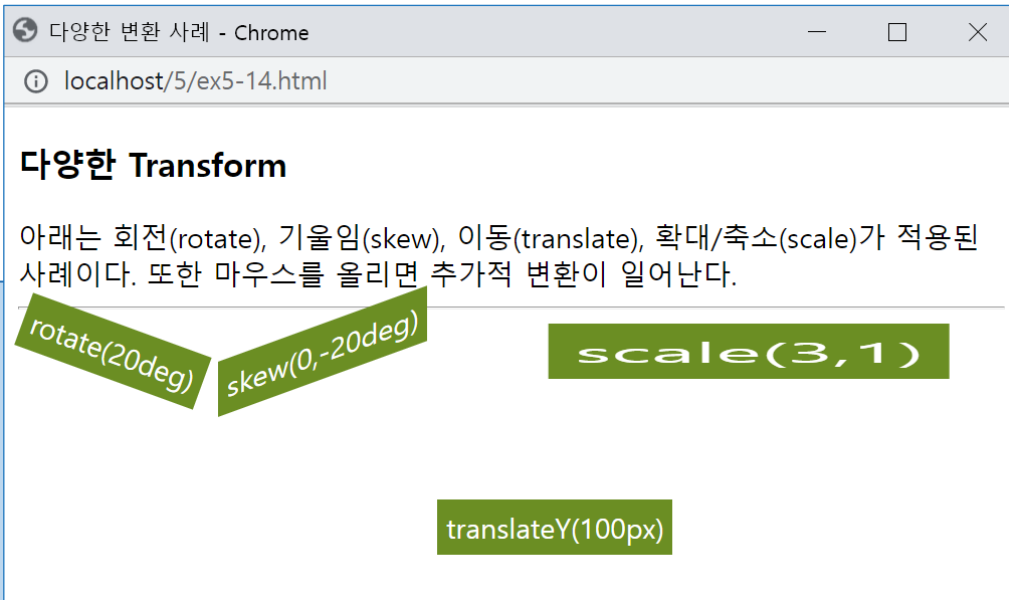 다양한 변환 사례 - Chrome
localhost/5/ex5-14.html
다양한 Transform
아래는 회전(rotate), 기울임(skew), 이동(translate), 확대/축소(scale)가 적용된
사례이다. 또한 마우스를 올리면 추가적 변환이 일어난다.
rotate(20deg)
skew(0,-20deg)
scale(3,1)
translateY(100px)